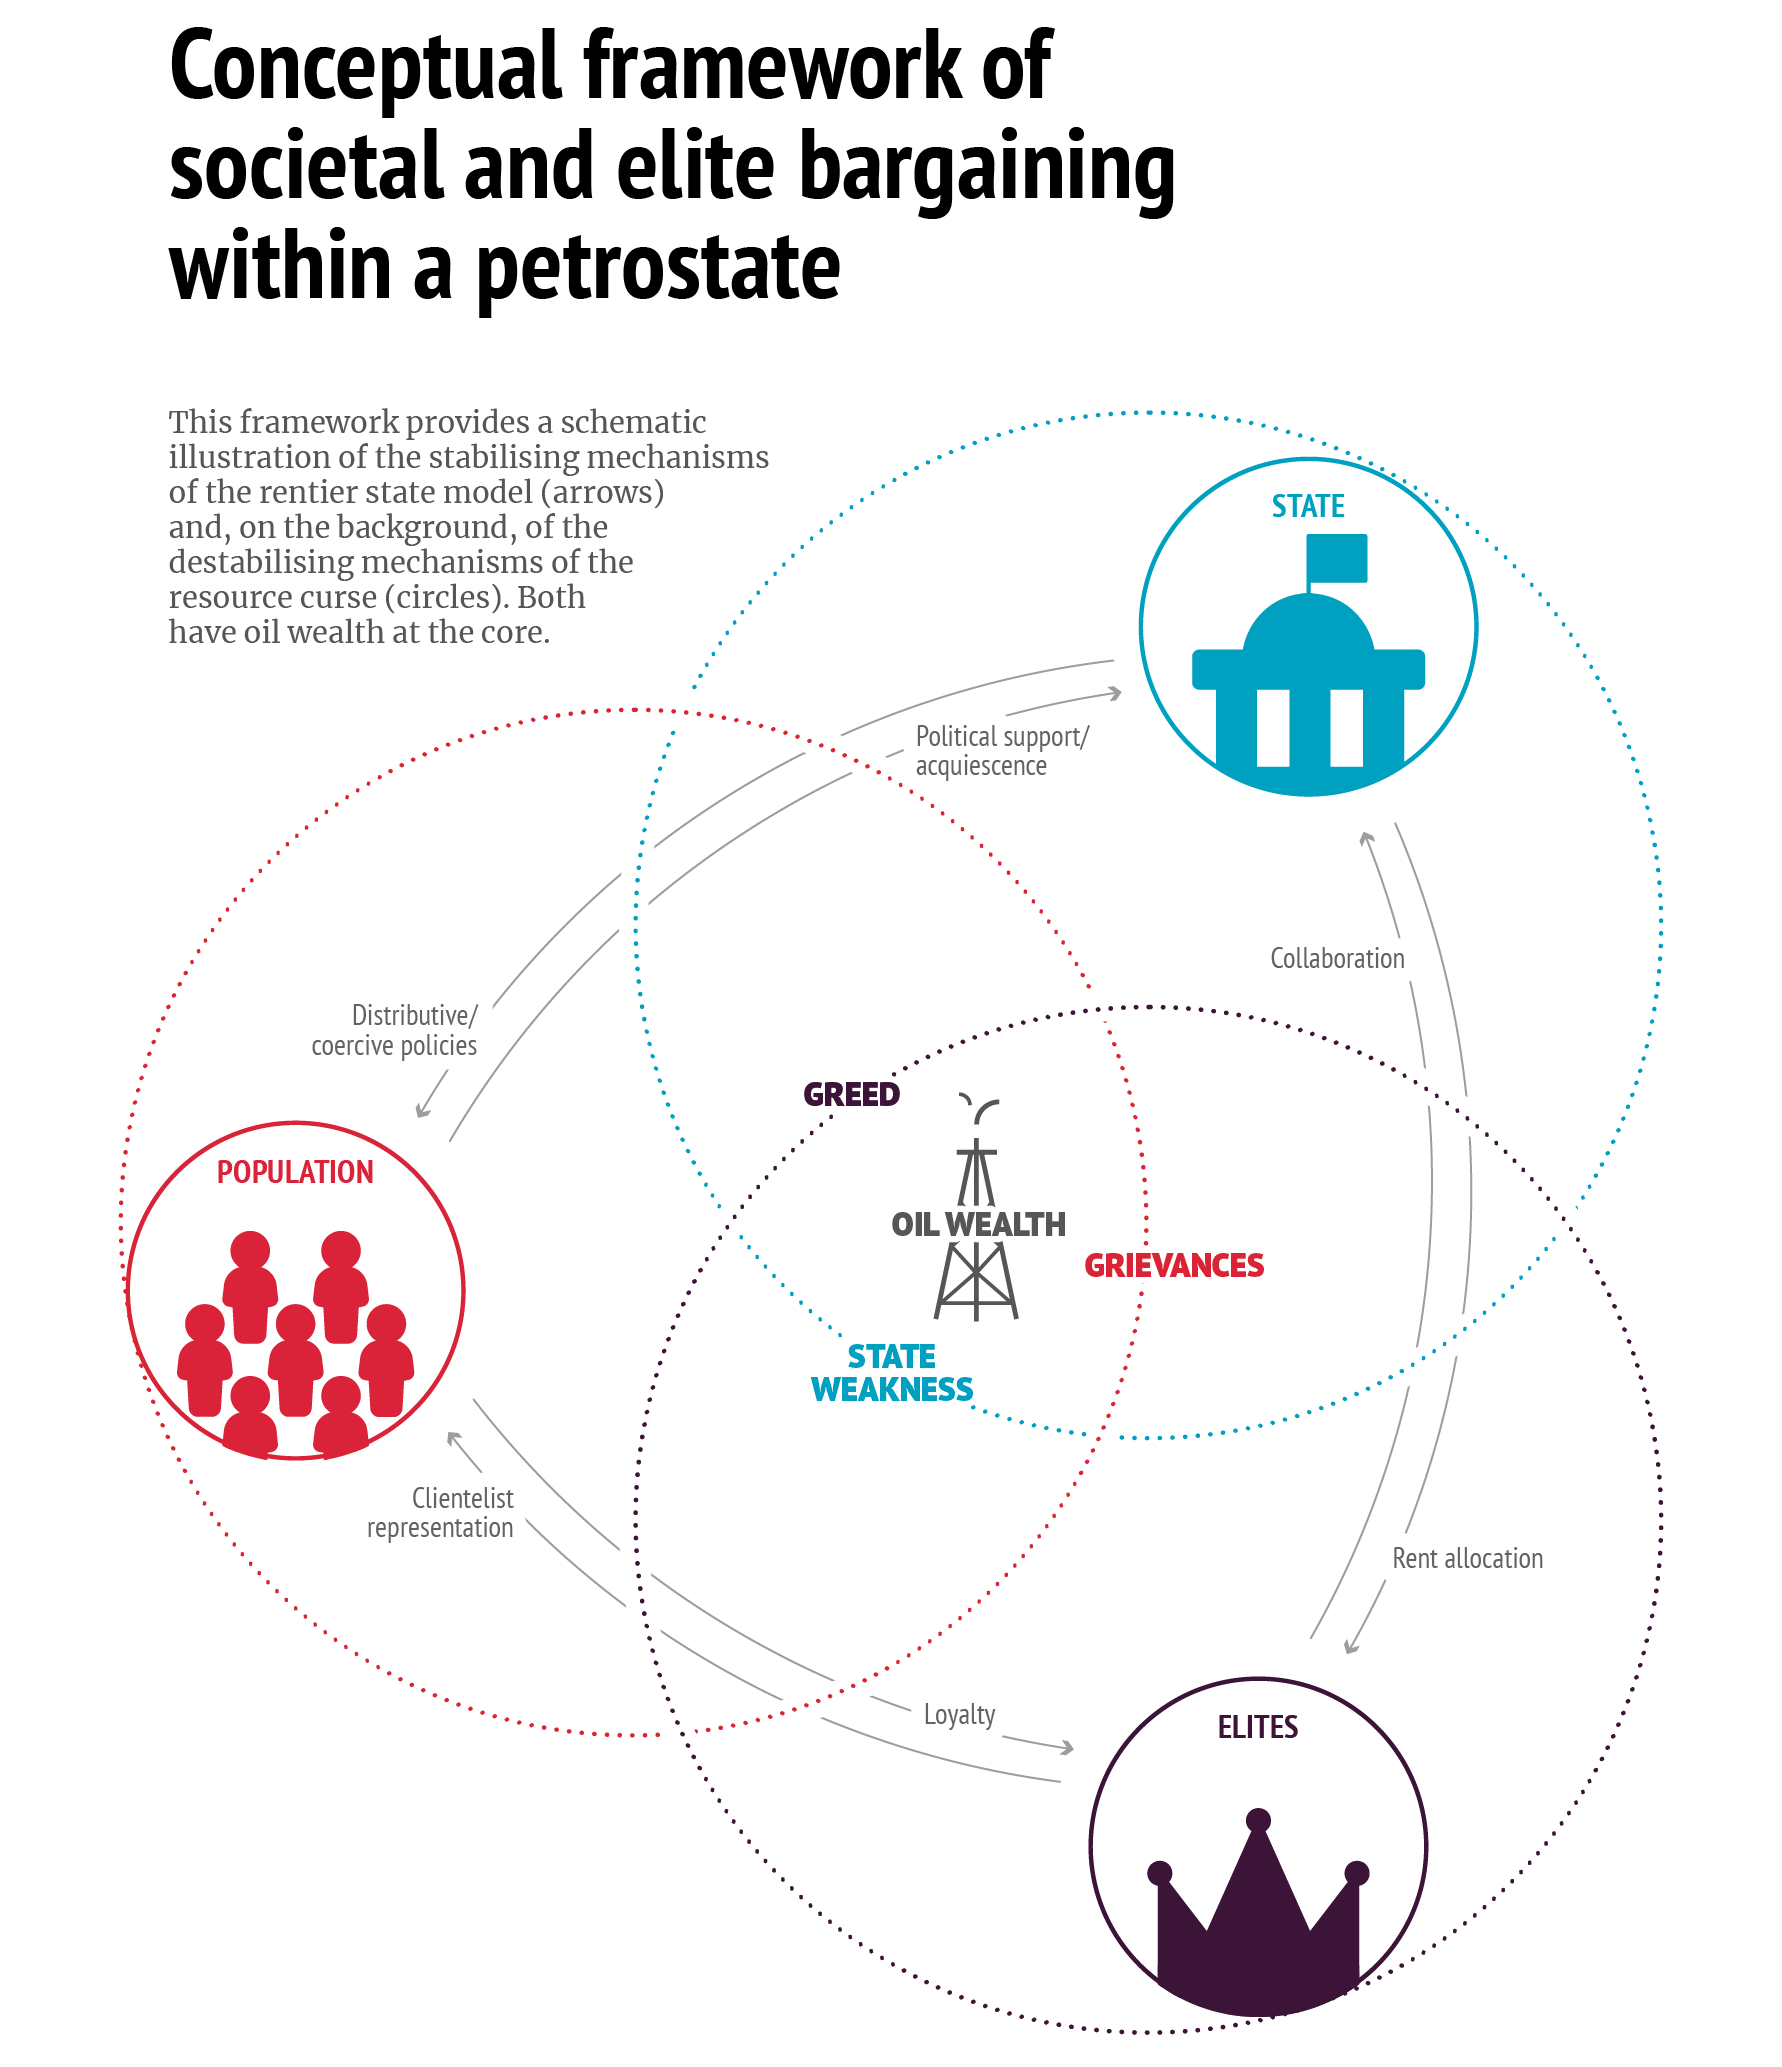 Conceptual framework of
societal and elite bargaining
within a petrostate
This framework provides a schematic
illustration of the stabilising mechanisms
of the rentier state model (arrows)
and, on the background, of the
destabilising mechanisms of the
resource curse (circles). Both
have oil wealth at the core.
STATE
Political support/
acquiescence
Collaboration
Distributive/
coercive policies
GREED
POPULATION
OIL WEALTH
GRIEVANCES
STATE
WEAKNESS
Clientelist
representation
Rent allocation
Loyalty
ELITES